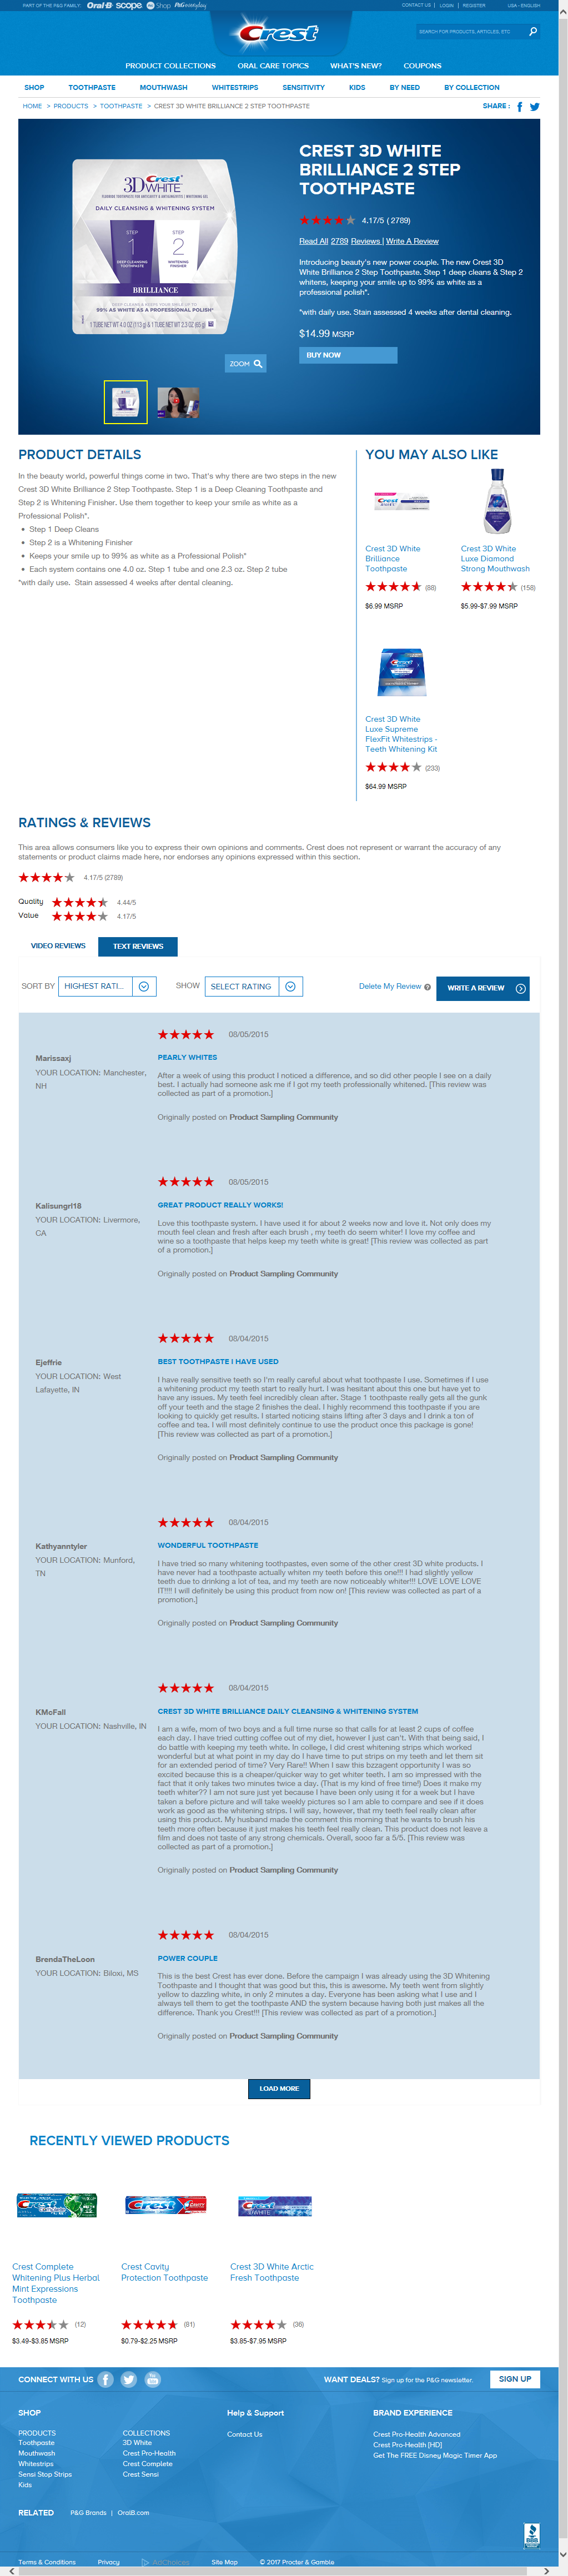 PART OF THE P&G FAMILY: Oral-B scope Shop P&G everyday CONTACT US | LOGIN | REGISTER USA - ENGLISH
Crest
SEARCH FOR PRODUCTS, ARTICLES, ETC
PRODUCT COLLECTIONS ORAL CARE TOPICS WHAT'S NEW? COUPONS
SHOP TOOTHPASTE MOUTHWASH WHITESTRIPS SENSITIVITY KIDS BY NEED BY COLLECTION
HOME > PRODUCTS > TOOTHPASTE > CREST 3D WHITE BRILLIANCE 2 STEP TOOTHPASTE SHARE :
CREST 3D WHITE
BRILLIANCE 2 STEP
TOOTHPASTE
4.17/5 ( 2789)
Read All 2789 Reviews | Write A Review
Introducing beauty's new power couple. The new Crest 3D
White Brilliance 2 Step Toothpaste. Step 1 deep cleans & Step 2
whitens, keeping your smile up to 99% as white as a
professional polish*.
*with daily use. Stain assessed 4 weeks after dental cleaning.
$14.99 MSRP
BUY NOW
Crest
3D WHITE
DAILY CLEANSING & WHITENING SYSTEM
STEP STEP
1 2
DEEP CLEANING TOOTHPASTE WHITENING FINISHER
BRILLIANCE
99% AS WHITE AS A PROFESSIONAL POLISH*
1 TUBE NET WT 4.0 OZ (113 g) & 1 TUBE NET WT 2.3 OZ (65 g)
ZOOM
PRODUCT DETAILS
In the beauty world, powerful things come in two. That's why there are two steps in the new
Crest 3D White Brilliance 2 Step Toothpaste. Step 1 is a Deep Cleaning Toothpaste and
Step 2 is Whitening Finisher. Use them together to keep your smile as white as a
Professional Polish*.
• Step 1 Deep Cleans
• Step 2 is a Whitening Finisher
• Keeps your smile up to 99% as white as a Professional Polish*
• Each system contains one 4.0 oz. Step 1 tube and one 2.3 oz. Step 2 tube
*with daily use. Stain assessed 4 weeks after dental cleaning.
YOU MAY ALSO LIKE
Crest 3D White
Brilliance
Toothpaste
(88)
$6.99 MSRP
Crest 3D White
Luxe Diamond
Strong Mouthwash
(158)
$5.99-$7.99 MSRP
Crest 3D White
Luxe Supreme
FlexFit Whitestrips -
Teeth Whitening Kit
(233)
$64.99 MSRP
RATINGS & REVIEWS
This area allows consumers like you to express their own opinions and comments. Crest does not represent or warrant the accuracy of any
statements or product claims made here, nor endorses any opinions expressed within this section.
4.17/5 (2789)
Quality 4.44/5
Value 4.17/5
VIDEO REVIEWS TEXT REVIEWS
SORT BY HIGHEST RATI... SHOW SELECT RATING Delete My Review ? WRITE A REVIEW
08/05/2015
Marissaxj
YOUR LOCATION: Manchester,
NH
PEARLY WHITES
After a week of using this product I noticed a difference, and so did other people I see on a daily
best. I actually had someone ask me if I got my teeth professionally whitened. [This review was
collected as part of a promotion.]
Originally posted on Product Sampling Community
08/05/2015
Kalisungrl18
YOUR LOCATION: Livermore,
CA
GREAT PRODUCT REALLY WORKS!
Love this toothpaste system. I have used it for about 2 weeks now and love it. Not only does my
mouth feel clean and fresh after each brush , my teeth do seem whiter! I love my coffee and
wine so a toothpaste that helps keep my teeth white is great! [This review was collected as part
of a promotion.]
Originally posted on Product Sampling Community
08/04/2015
Ejeffrie
YOUR LOCATION: West
Lafayette, IN
BEST TOOTHPASTE I HAVE USED
I have really sensitive teeth so I'm really careful about what toothpaste I use. Sometimes if I use
a whitening product my teeth start to really hurt. I was hesitant about this one but have yet to
have any issues. My teeth feel incredibly clean after. Stage 1 toothpaste really gets all the gunk
off your teeth and the stage 2 finishes the deal. I highly recommend this toothpaste if you are
looking to quickly get results. I started noticing stains lifting after 3 days and I drink a ton of
coffee and tea. I will most definitely continue to use the product once this package is gone!
[This review was collected as part of a promotion.]
Originally posted on Product Sampling Community
08/04/2015
Kathyanntyler
YOUR LOCATION: Munford,
TN
WONDERFUL TOOTHPASTE
I have tried so many whitening toothpastes, even some of the other crest 3D white products. I
have never had a toothpaste actually whiten my teeth before this one!!! I had slightly yellow
teeth due to drinking a lot of tea, and my teeth are now noticeably whiter!!! LOVE LOVE LOVE
IT!!!! I will definitely be using this product from now on! [This review was collected as part of a
promotion.]
Originally posted on Product Sampling Community
08/04/2015
KMcFall
YOUR LOCATION: Nashville, IN
CREST 3D WHITE BRILLIANCE DAILY CLEANSING & WHITENING SYSTEM
I am a wife, mom of two boys and a full time nurse so that calls for at least 2 cups of coffee
each day. I have tried cutting coffee out of my diet, however I just can't. With that being said, I
do battle with keeping my teeth white. In college, I did crest whitening strips which worked
wonderful but at what point in my day do I have time to put strips on my teeth and let them sit
for an extended period of time? Very Rare!! When I saw this bzzagent opportunity I was so
excited because this is a cheaper/quicker way to get whiter teeth. I am so impressed with the
fact that it only takes two minutes twice a day. (That is my kind of free time!) Does it make my
teeth whiter?? I am not sure just yet because I have been only using it for a week but I have
taken a before picture and will take weekly pictures so I am able to compare and see if it does
work as good as the whitening strips. I will say, however, that my teeth feel really clean after
using this product. My husband made the comment this morning that he wants to brush his
teeth more often because it just makes his teeth feel really clean. This product does not leave a
film and does not taste of any strong chemicals. Overall, sooo far a 5/5. [This review was
collected as part of a promotion.]
Originally posted on Product Sampling Community
08/04/2015
BrendaTheLoon
YOUR LOCATION: Biloxi, MS
POWER COUPLE
This is the best Crest has ever done. Before the campaign I was already using the 3D Whitening
Toothpaste and I thought that was good but this, this is awesome. My teeth went from slightly
yellow to dazzling white, in only 2 minutes a day. Everyone has been asking what I use and I
always tell them to get the toothpaste AND the system because having both just makes all the
difference. Thank you Crest!!! [This review was collected as part of a promotion.]
Originally posted on Product Sampling Community
LOAD MORE
RECENTLY VIEWED PRODUCTS
Crest Complete
Whitening Plus Herbal
Mint Expressions
Toothpaste
(12)
$3.49-$3.85 MSRP
Crest Cavity
Protection Toothpaste
(81)
$0.79-$2.25 MSRP
Crest 3D White Arctic
Fresh Toothpaste
(36)
$3.85-$7.95 MSRP
CONNECT WITH US WANT DEALS? Sign up for the P&G newsletter. SIGN UP
SHOP
PRODUCTS
Toothpaste
Mouthwash
Whitestrips
Sensi Stop Strips
Kids
COLLECTIONS
3D White
Crest Pro-Health
Crest Complete
Crest Sensi
Help & Support
Contact Us
BRAND EXPERIENCE
Crest Pro-Health Advanced
Crest Pro-Health [HD]
Get The FREE Disney Magic Timer App
RELATED P&G Brands | OralB.com
BBB
Terms & Conditions Privacy AdChoices Site Map © 2017 Procter & Gamble